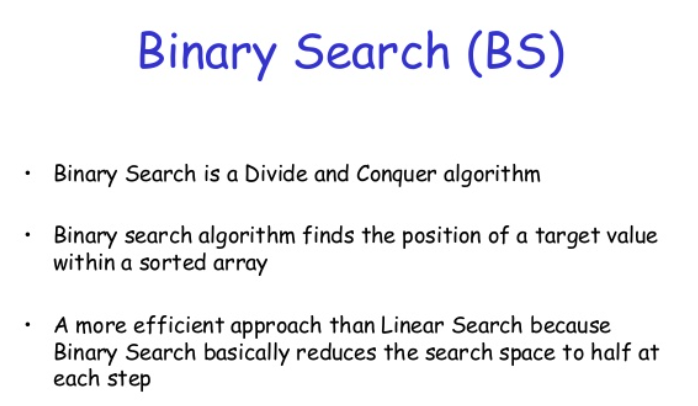 Binary Search (BS)
• Binary Search is a Divide and Conquer algorithm
• Binary search algorithm finds the position of a target value
within a sorted array
• A more efficient approach than Linear Search because
Binary Search basically reduces the search space to half at
each step